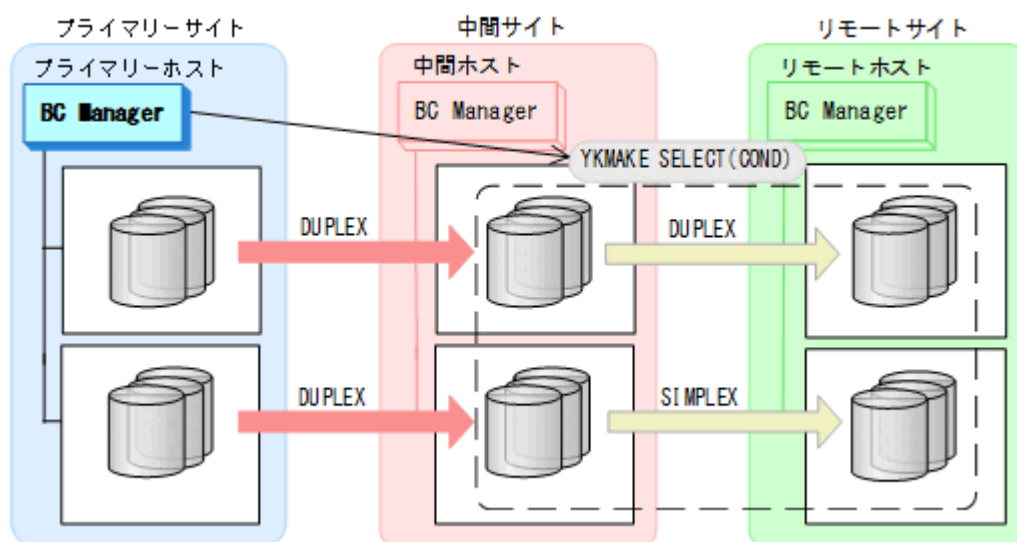 プライマリーサイト
中間サイト
リモートサイト
プライマリーホスト
中間ホスト
リモートホスト
BC Manager
BC Manager
BC Manager
YKMAKE SELECT(COND)
DUPLEX
DUPLEX
DUPLEX
SIMPLEX